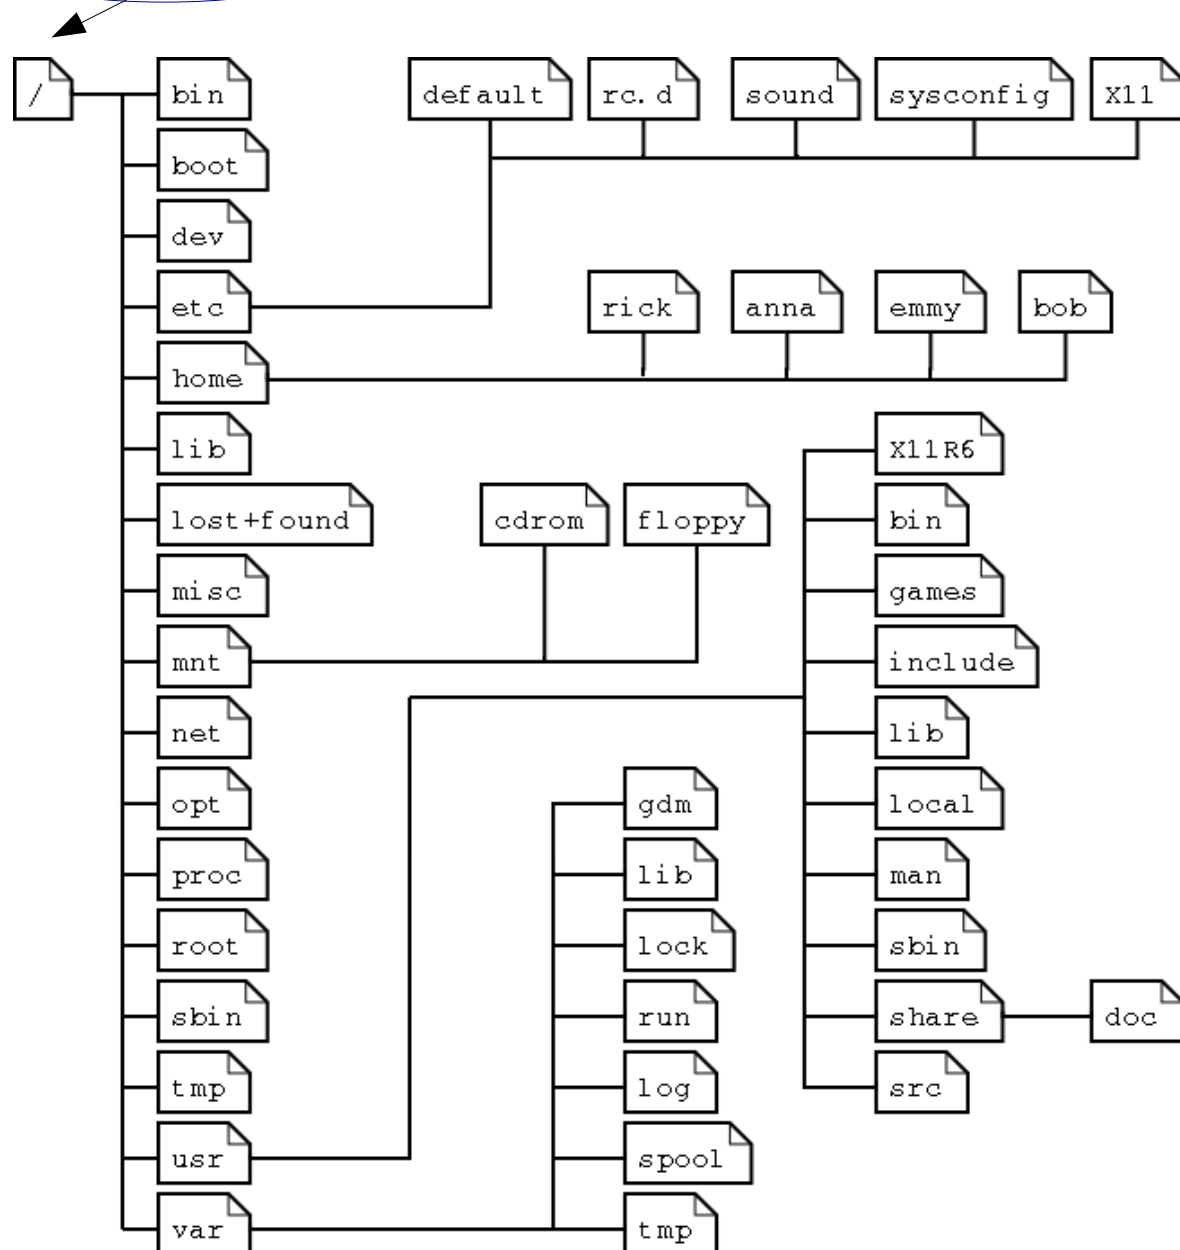 / bin default rc.d sound sysconfig X11
boot
dev
etc rick anna emmy bob
home
lib X11R6
lost+found cdrom floppy bin
misc games
mnt include
net lib
opt gdm local
proc lib man
root lock sbin
sbin run share doc
tmp log src
usr spool
var tmp